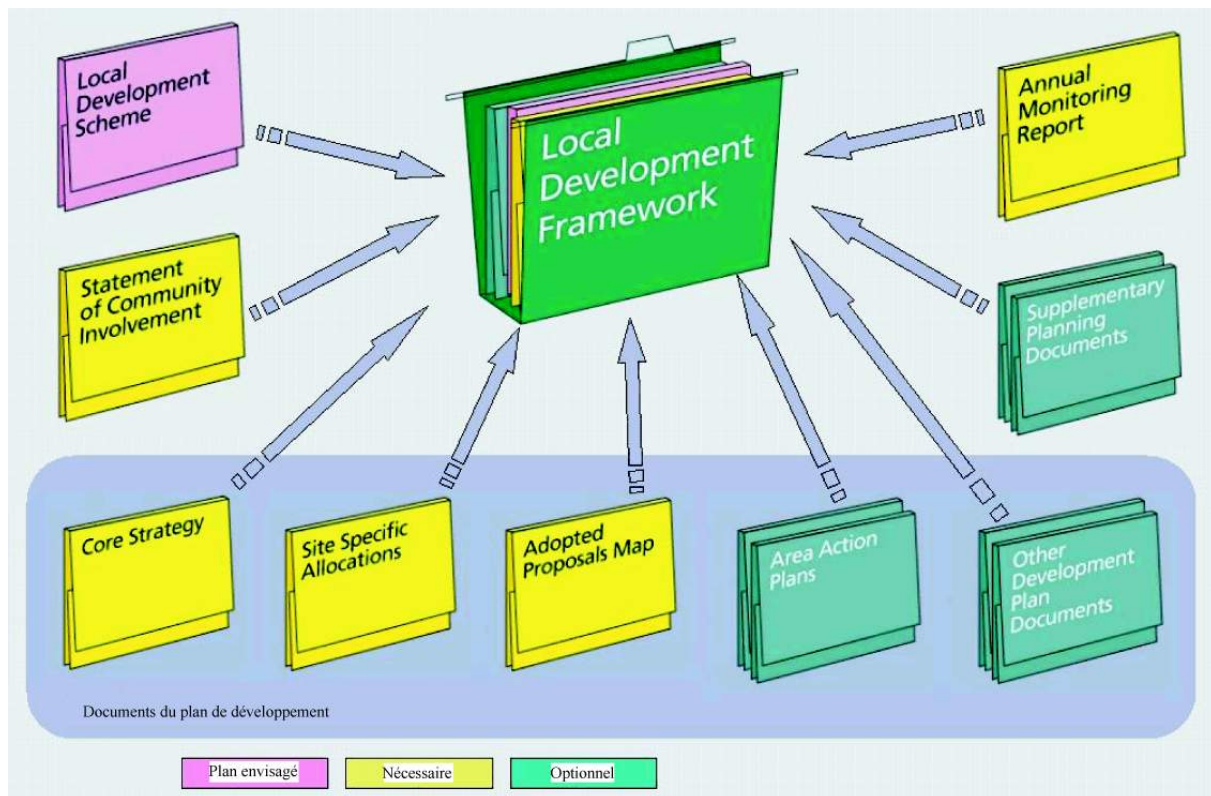 Local
Development
Scheme
Local
Development
Framework
Annual
Monitoring
Report
Statement
of Community
Involvement
Supplementary
Planning
Documents
Core Strategy
Site Specific
Allocations
Adopted
Proposals Map
Area Action
Plans
Other
Development
Plan
Documents
Documents du plan de développement
Plan envisagé
Nécessaire
Optionnel